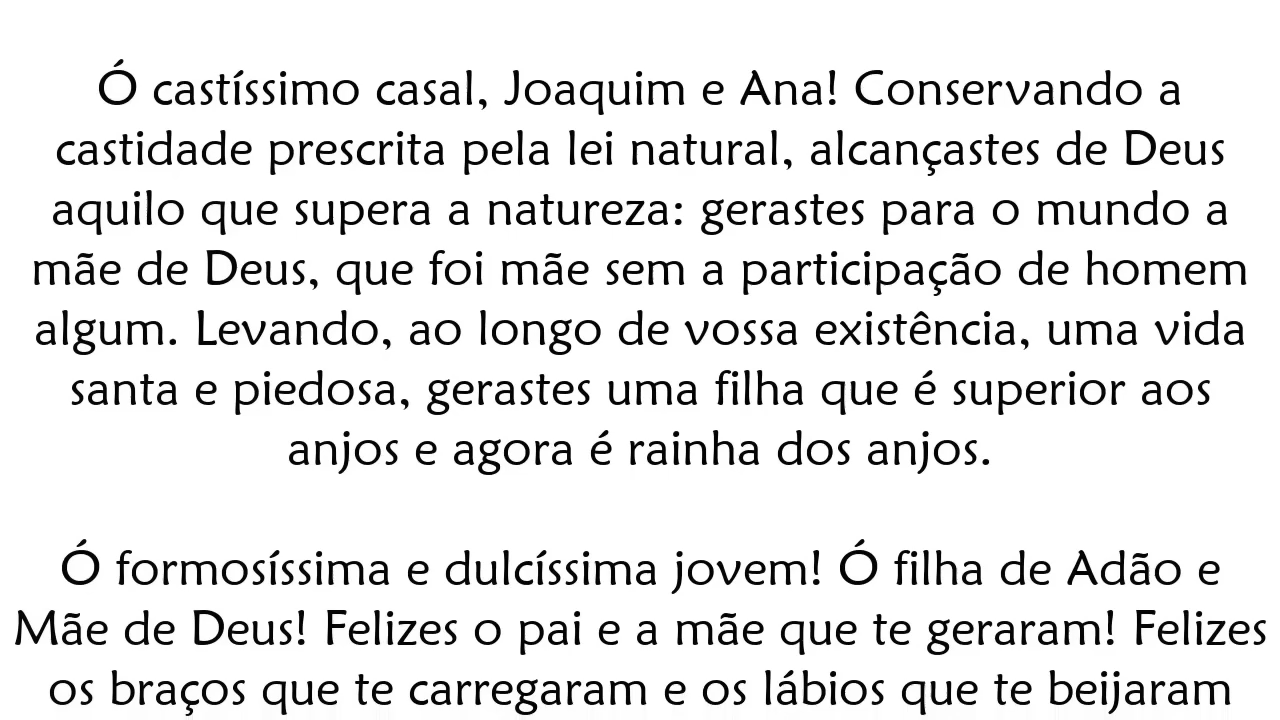 Ó castíssimo casal, Joaquim e Ana! Conservando a
castidade prescrita pela lei natural, alcançastes de Deus
aquilo que supera a natureza: gerastes para o mundo a
mãe de Deus, que foi mãe sem a participação de homem
algum. Levando, ao longo de vossa existência, uma vida
santa e piedosa, gerastes uma filha que é superior aos
anjos e agora é rainha dos anjos.
Ó formosíssima e dulcíssima jovem! Ó filha de Adão e
Mãe de Deus! Felizes o pai e a mãe que te geraram! Felizes
os braços que te carregaram e os lábios que te beijaram